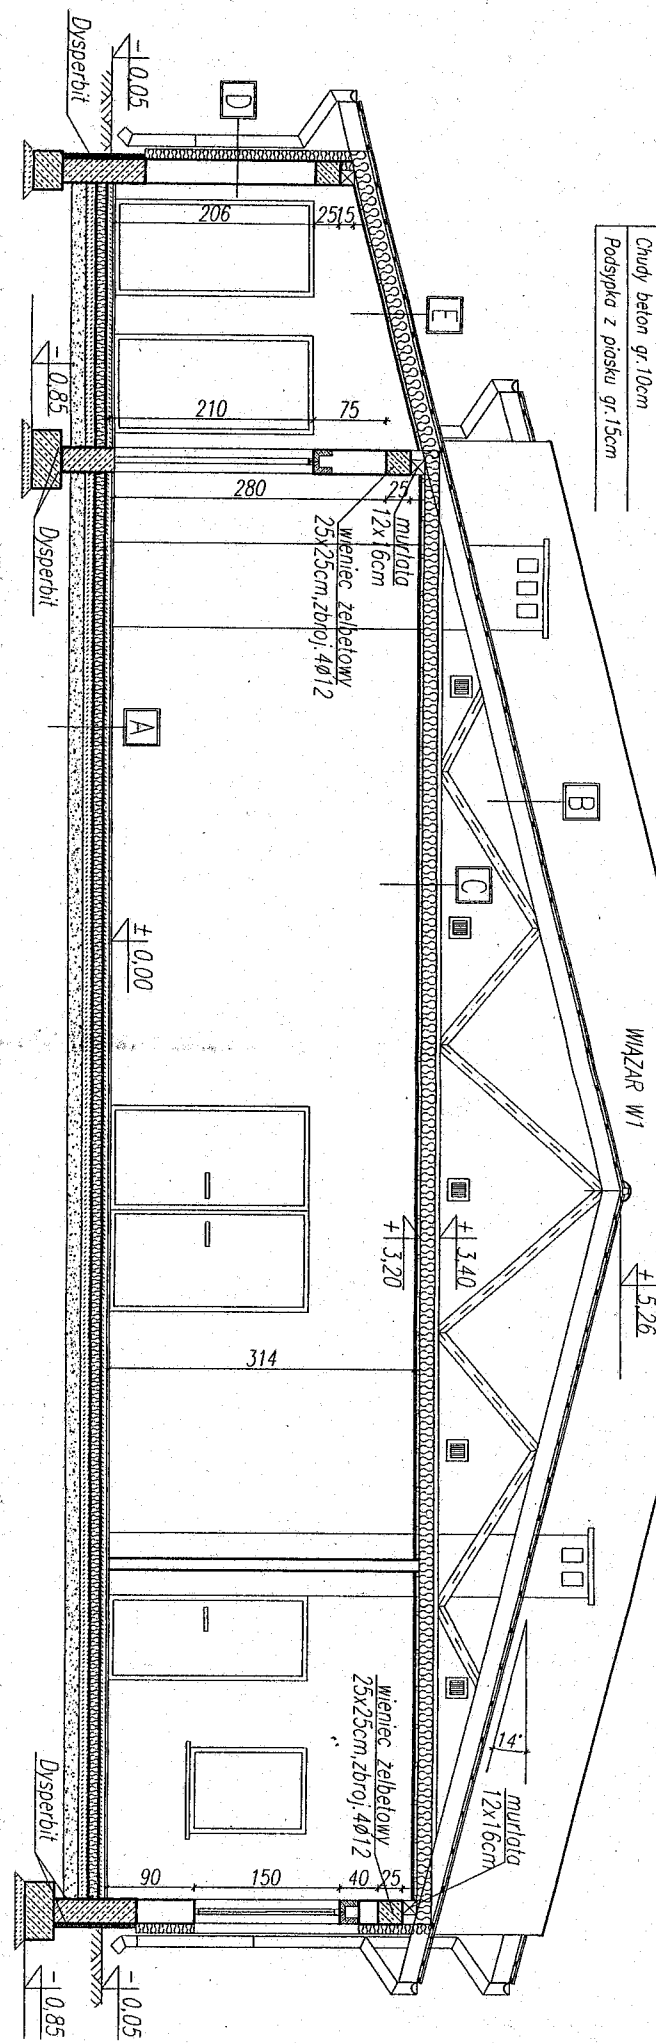 Chudy beton gr.10cm
Podsypka z piasku gr.15cm
WIĄZAR W1
± 5,26
E
B
C
D
A
- 0,05
Dysperbit
206
25
15
210
75
280
25
murłata
12x16cm
wieniec żelbetowy
25x25cm,zbroj.4ø12
- 0,85
Dysperbit
± 0,00
+ 3,40
+ 3,20
314
14°
murłata
12x16cm
wieniec żelbetowy
25x25cm,zbroj.4ø12
90
150
40
25
Dysperbit
- 0,05
- 0,85